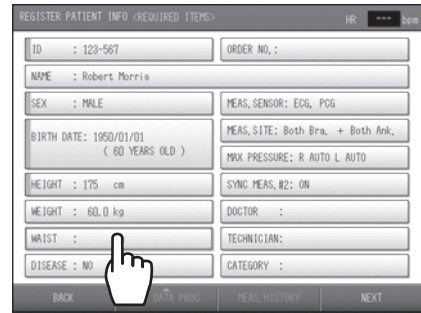 REGISTER PATIENT INFO <REQUIRED ITEMS> HR --- bpm
ID : 123-567 ORDER NO. :
NAME : Robert Morris
SEX : MALE MEAS. SENSOR: ECG, PCG
BIRTH DATE: 1950/01/01 MEAS. SITE: Both Bra. + Both Ank.
( 60 YEARS OLD ) MAX PRESSURE: R AUTO L AUTO
HEIGHT : 175 cm SYNC MEAS. #2: ON
WEIGHT : 60.0 kg DOCTOR :
WAIST : TECHNICIAN:
DISEASE : NO CATEGORY :
BACK DATA PROC MEAS. HISTORY NEXT